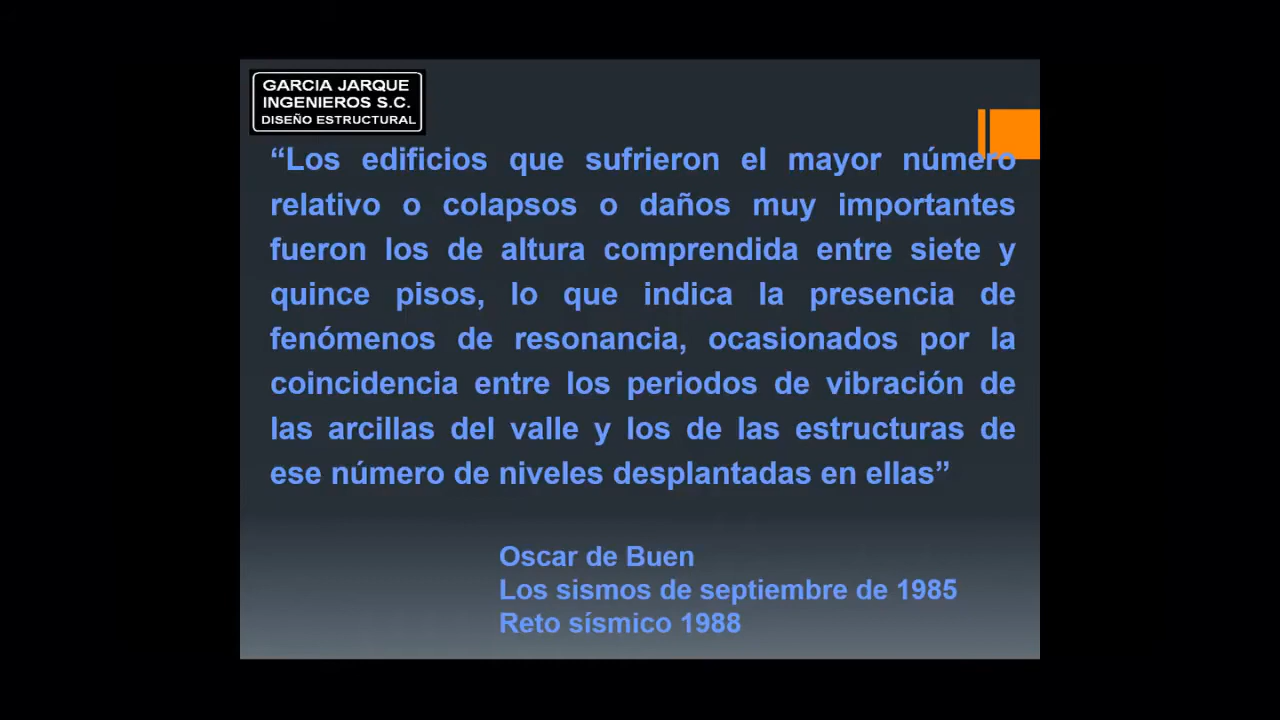 GARCIA JARQUE
INGENIEROS S.C.
DISEÑO ESTRUCTURAL
“Los edificios que sufrieron el mayor número
relativo o colapsos o daños muy importantes
fueron los de altura comprendida entre siete y
quince pisos, lo que indica la presencia de
fenómenos de resonancia, ocasionados por la
coincidencia entre los periodos de vibración de
las arcillas del valle y los de las estructuras de
ese número de niveles desplantadas en ellas”
Oscar de Buen
Los sismos de septiembre de 1985
Reto sísmico 1988